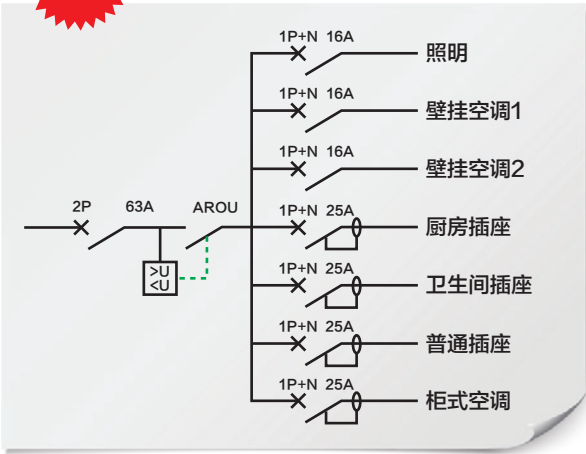 1P+N 16A
照明
1P+N 16A
壁挂空调1
1P+N 16A
壁挂空调2
2P 63A AROU
1P+N 25A
厨房插座
>U
<U
1P+N 25A
卫生间插座
1P+N 25A
普通插座
1P+N 25A
柜式空调